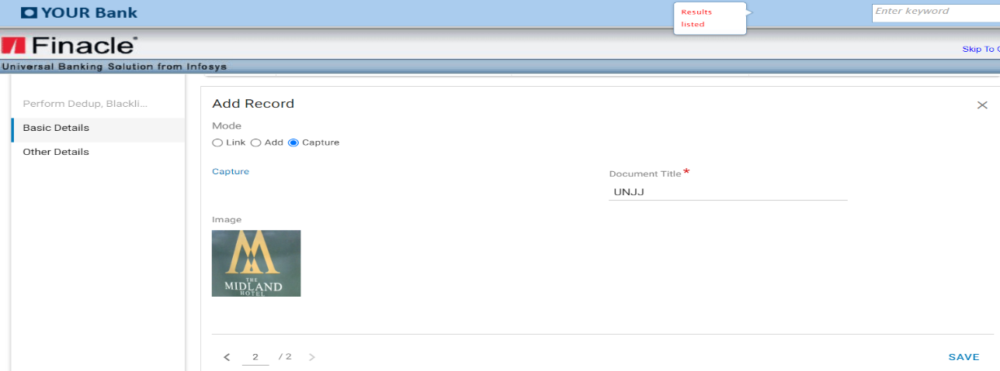 YOUR Bank
Results
listed
Enter keyword
Finacle
Skip To
Universal Banking Solution from Infosys
Perform Dedup, Blackli...
Basic Details
Other Details
Add Record
Mode
Link Add Capture
Capture
Document Title*
UNJJ
Image
M
THE
MIDLAND
HOTEL
< 2 / 2 >
SAVE